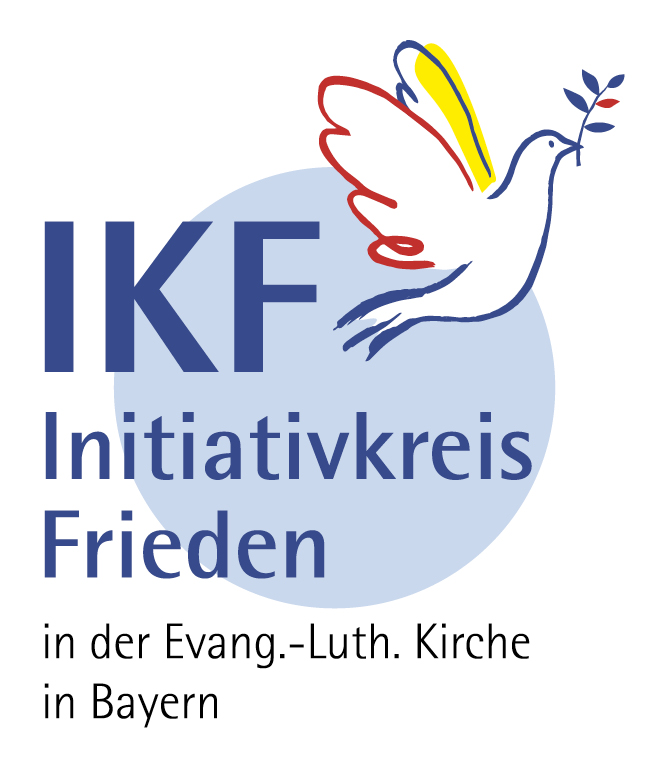 IKF
Initiativkreis
Frieden
in der Evang.-Luth. Kirche
in Bayern